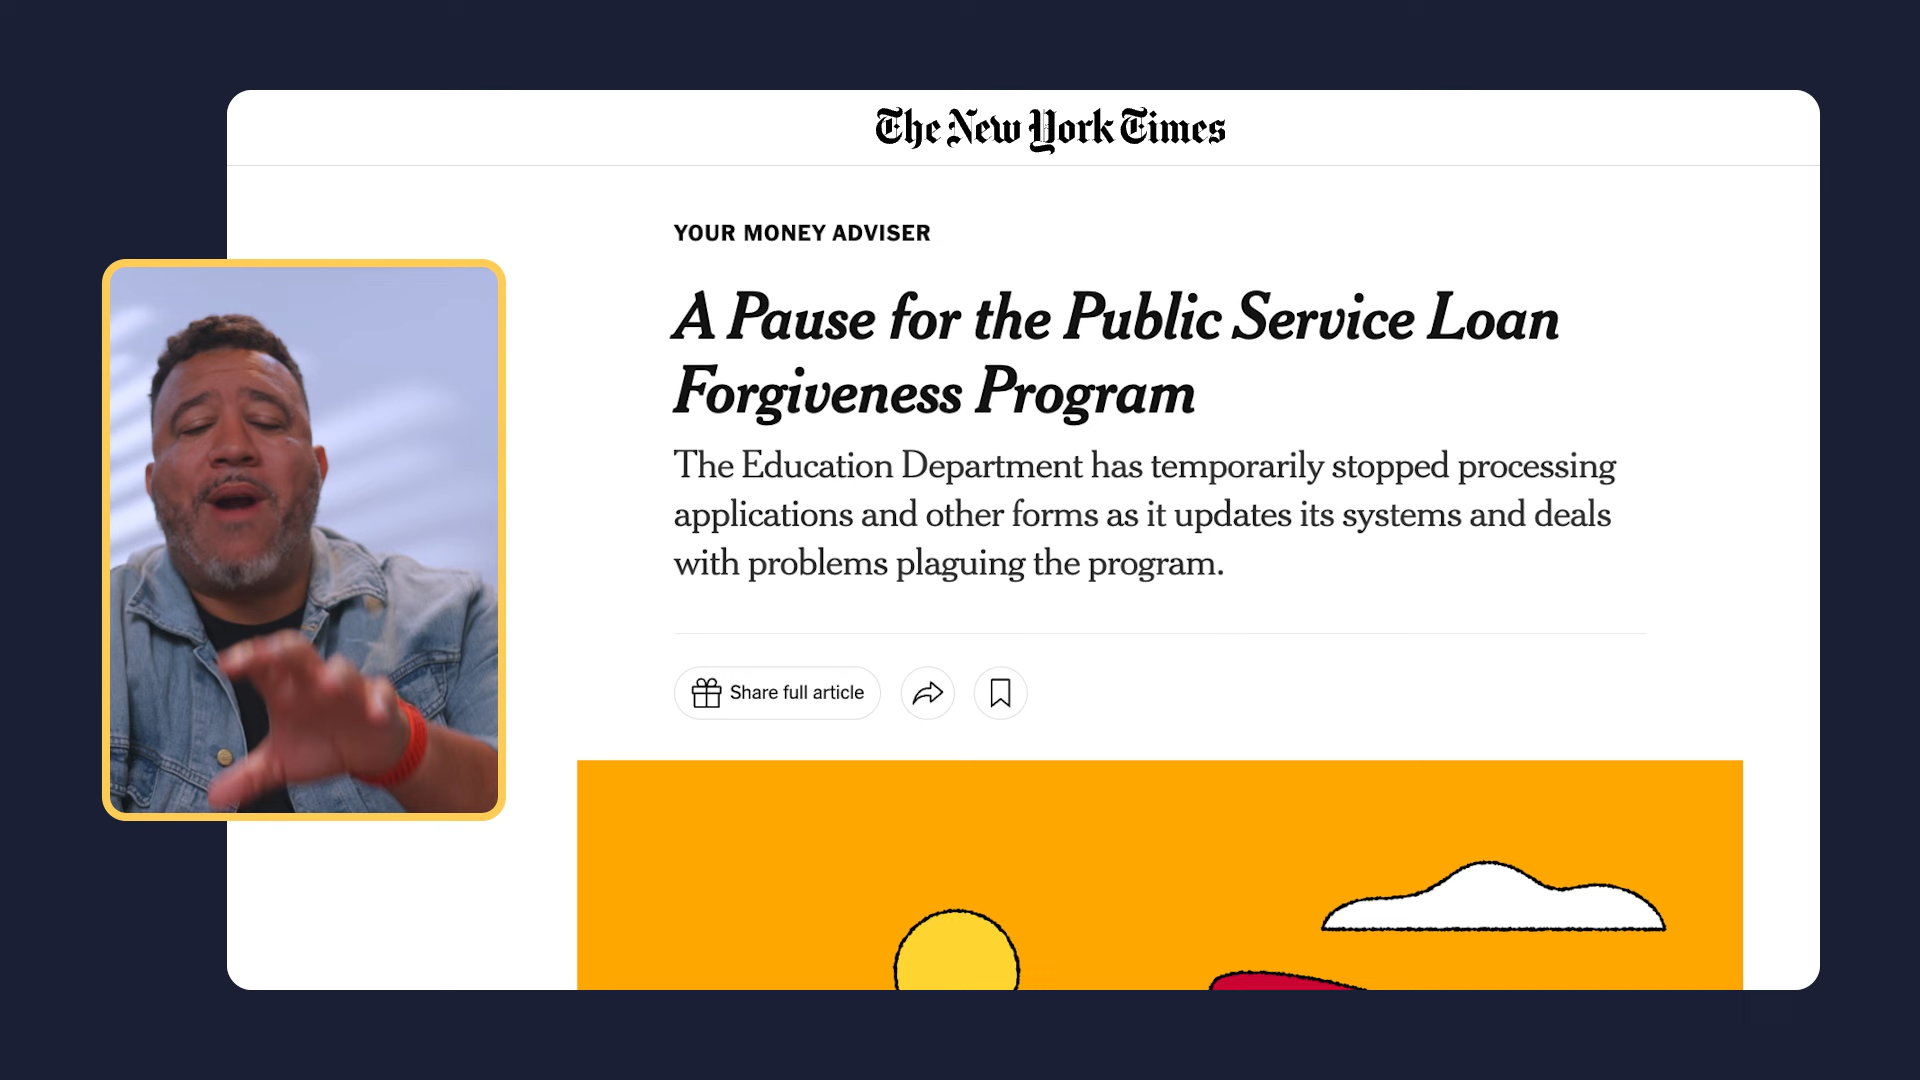 The New York Times
YOUR MONEY ADVISER
A Pause for the Public Service Loan
Forgiveness Program
The Education Department has temporarily stopped processing
applications and other forms as it updates its systems and deals
with problems plaguing the program.
Share full article